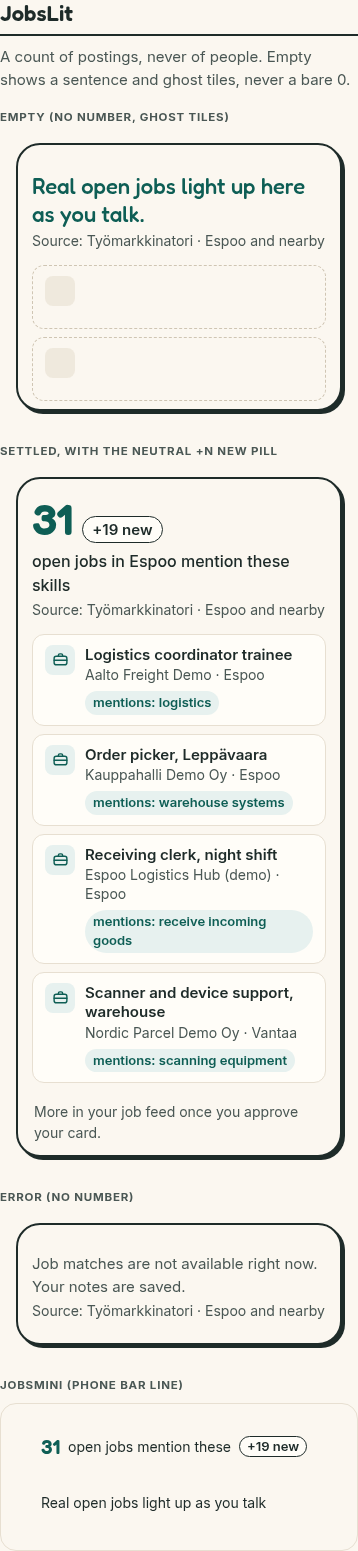 JobsLit
A count of postings, never of people. Empty
shows a sentence and ghost tiles, never a bare 0.
EMPTY (NO NUMBER, GHOST TILES)
Real open jobs light up here
as you talk.
Source: Työmarkkinatori · Espoo and nearby
SETTLED, WITH THE NEUTRAL +N NEW PILL
31 +19 new
open jobs in Espoo mention these
skills
Source: Työmarkkinatori · Espoo and nearby
Logistics coordinator trainee
Aalto Freight Demo · Espoo
mentions: logistics
Order picker, Leppävaara
Kauppahalli Demo Oy · Espoo
mentions: warehouse systems
Receiving clerk, night shift
Espoo Logistics Hub (demo) ·
Espoo
mentions: receive incoming
goods
Scanner and device support,
warehouse
Nordic Parcel Demo Oy · Vantaa
mentions: scanning equipment
More in your job feed once you approve
your card.
ERROR (NO NUMBER)
Job matches are not available right now.
Your notes are saved.
Source: Työmarkkinatori · Espoo and nearby
JOBSMINI (PHONE BAR LINE)
31 open jobs mention these +19 new
Real open jobs light up as you talk